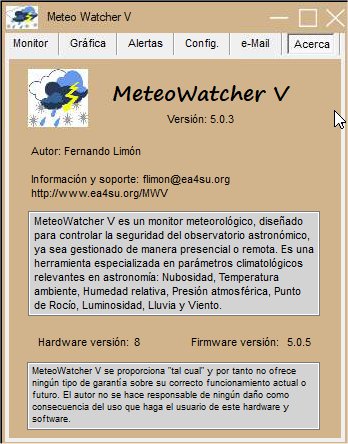 Meteo Watcher V
Monitor Gráfica Alertas Config. e-Mail Acerca
MeteoWatcher V
Versión: 5.0.3
Autor: Fernando Limón
Información y soporte: flimon@ea4su.org
http://www.ea4su.org/MWV
MeteoWatcher V es un monitor meteorológico, diseñado
para controlar la seguridad del observatorio astronómico,
ya sea gestionado de manera presencial o remota. Es una
herramienta especializada en parámetros climatológicos
relevantes en astronomía: Nubosidad, Temperatura
ambiente, Humedad relativa, Presión atmosférica, Punto
de Rocío, Luminosidad, Lluvia y Viento.
Hardware versión: 8 Firmware versión: 5.0.5
MeteoWatcher V se proporciona "tal cual" y por tanto no ofrece
ningún tipo de garantía sobre su correcto funcionamiento actual o
futuro. El autor no se hace responsable de ningún daño como
consecuencia del uso que haga el usuario de este hardware y
software.